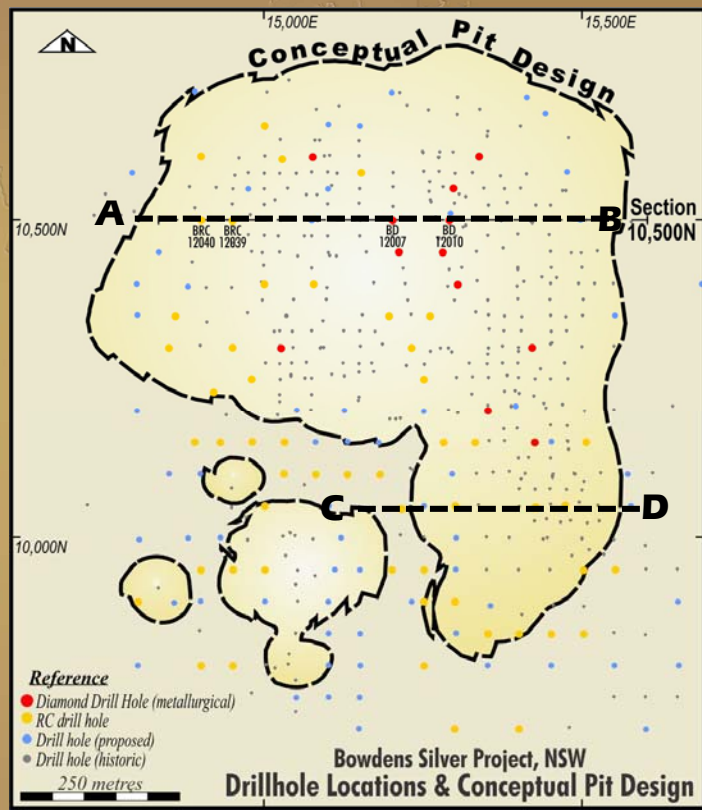 15,000E
15,500E
N
Conceptual Pit Design
A
B
Section
10,500N
10,500N
BRC
12040
BRC
12039
BD
12007
BD
12010
C
D
10,000N
Reference
Diamond Drill Hole (metallurgical)
RC drill hole
Drill hole (proposed)
Drill hole (historic)
250 metres
Bowdens Silver Project, NSW
Drillhole Locations & Conceptual Pit Design